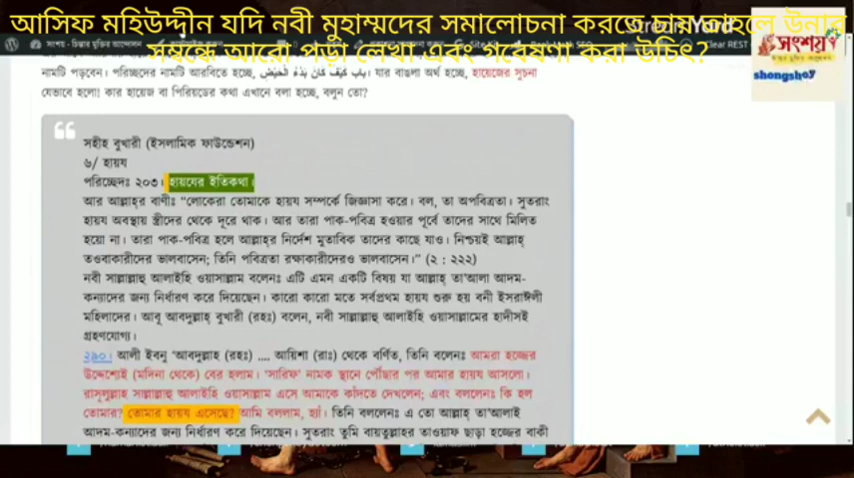 আসিফ মহিউদ্দীন যদি নবী মুহাম্মদের সমালোচনা করতে চায় তাহলে উনার
সম্বন্ধে আরো পড়া লেখা এবং গবেষণা করা উচিৎ?
সংশয়
shongshoy
নামটি পড়বেন। পরিচ্ছেদের নামটি আরবিতে হচ্ছে, باب كَيْفَ كَانَ بَدْءُ الْحَيْضِ। যার বাঙলা অর্থ হচ্ছে, হায়েজের সূচনা
যেভাবে হলো! কার হায়েজ বা পিরিয়ডের কথা এখানে বলা হচ্ছে, বলুন তো?
সহীহ বুখারী (ইসলামিক ফাউন্ডেশন)
৬/ হায়য
পরিচ্ছেদঃ ২০৩। হায়যের ইতিকথা।
আর আল্লাহ্‌র বাণীঃ “লোকেরা তোমাকে হায়য সম্পর্কে জিজ্ঞাসা করে। বল, তা অপবিত্রতা। সুতরাং
হায়য অবস্থায় স্ত্রীদের থেকে দূরে থাক। আর তারা পাক-পবিত্র হওয়ার পূর্বে তাদের সাথে মিলিত
হয়ো না। তারা পাক-পবিত্র হলে আল্লাহ্‌র নির্দেশ মুতাবিক তাদের কাছে যাও। নিশ্চয়ই আল্লাহ্‌
তওবাকারীদের ভালবাসেন; তিনি পবিত্রতা রক্ষাকারীদেরও ভালবাসেন।” (২ : ২২২)
নবী সাল্লাল্লাহু আলাইহি ওয়াসাল্লাম বলেনঃ এটি এমন একটি বিষয় যা আল্লাহ্‌ তা’আলা আদম-
কন্যাদের জন্য নির্ধারণ করে দিয়েছেন। কারো কারো মতে সর্বপ্রথম হায়য শুরু হয় বনী ইসরাঈলী
মহিলাদের। আবূ আবদুল্লাহ্‌ বুখারী (রহঃ) বলেন, নবী সাল্লাল্লাহু আলাইহি ওয়াসাল্লামের হাদীসই
গ্রহণযোগ্য।
২৯০। আলী ইবনু ‘আবদুল্লাহ (রহঃ) .... আয়িশা (রাঃ) থেকে বর্ণিত, তিনি বলেনঃ আমরা হজ্জের
উদ্দেশ্যেই (মদিনা থেকে) বের হলাম। ‘সারিফ’ নামক স্থানে পৌঁছার পর আমার হায়য আসলো।
রাসূলুল্লাহ সাল্লাল্লাহু আলাইহি ওয়াসাল্লাম এসে আমাকে কাঁদতে দেখলেন; এবং বললেনঃ কি হল
তোমার? তোমার হায়য এসেছে? আমি বললাম, হ্যাঁ। তিনি বললেনঃ এ তো আল্লাহ্‌ তা’আলাই
আদম-কন্যাদের জন্য নির্ধারণ করে দিয়েছেন। সুতরাং তুমি বায়তুল্লাহর তাওয়াফ ছাড়া হজ্জের বাকী